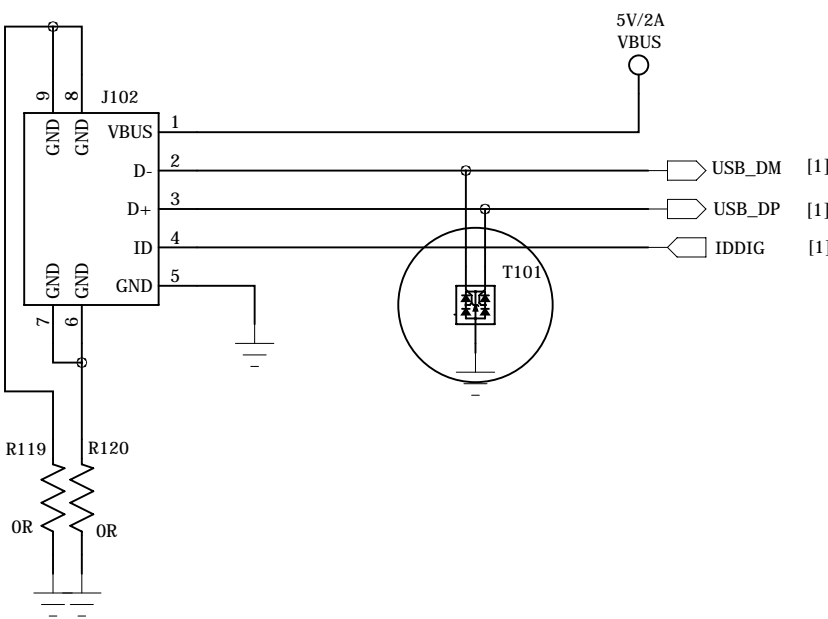 5V/2A
VBUS
9
8
J102
GND
GND
VBUS
1
D-
2
USB_DM
[1]
D+
3
USB_DP
[1]
ID
4
IDDIG
[1]
GND
GND
GND
5
T101
7
6
R119
R120
0R
0R